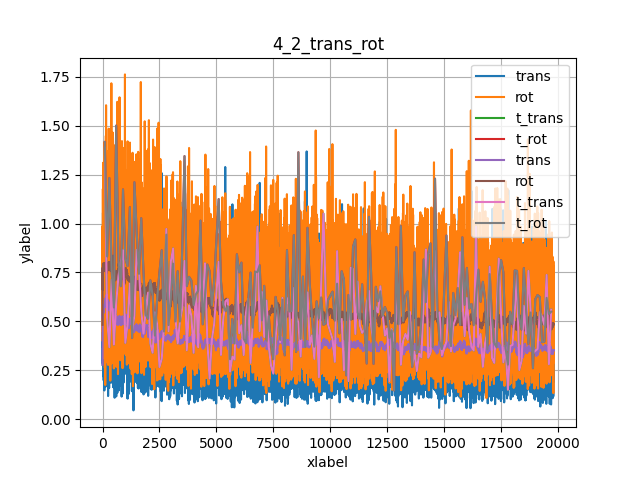 4_2_trans_rot
ylabel
1.75
1.50
1.25
1.00
0.75
0.50
0.25
0.00
trans
rot
t_trans
t_rot
trans
rot
t_trans
t_rot
0 2500 5000 7500 10000 12500 15000 17500 20000
xlabel